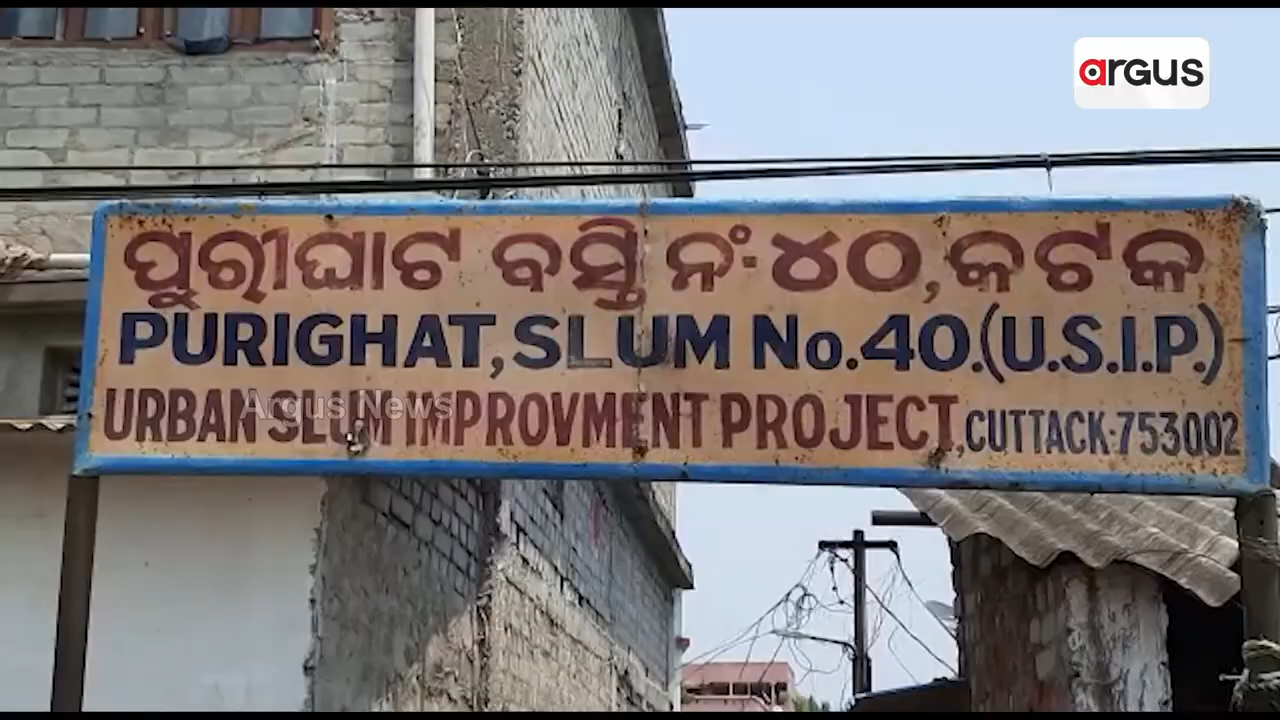 argus
ପୁରୀଘାଟ ବସ୍ତି ନଂ-୪୦, କଟକ
PURIGHAT, SLUM No.40.(U.S.I.P.)
URBAN SLUM IMPROVMENT PROJECT, CUTTACK-753002
Argus News